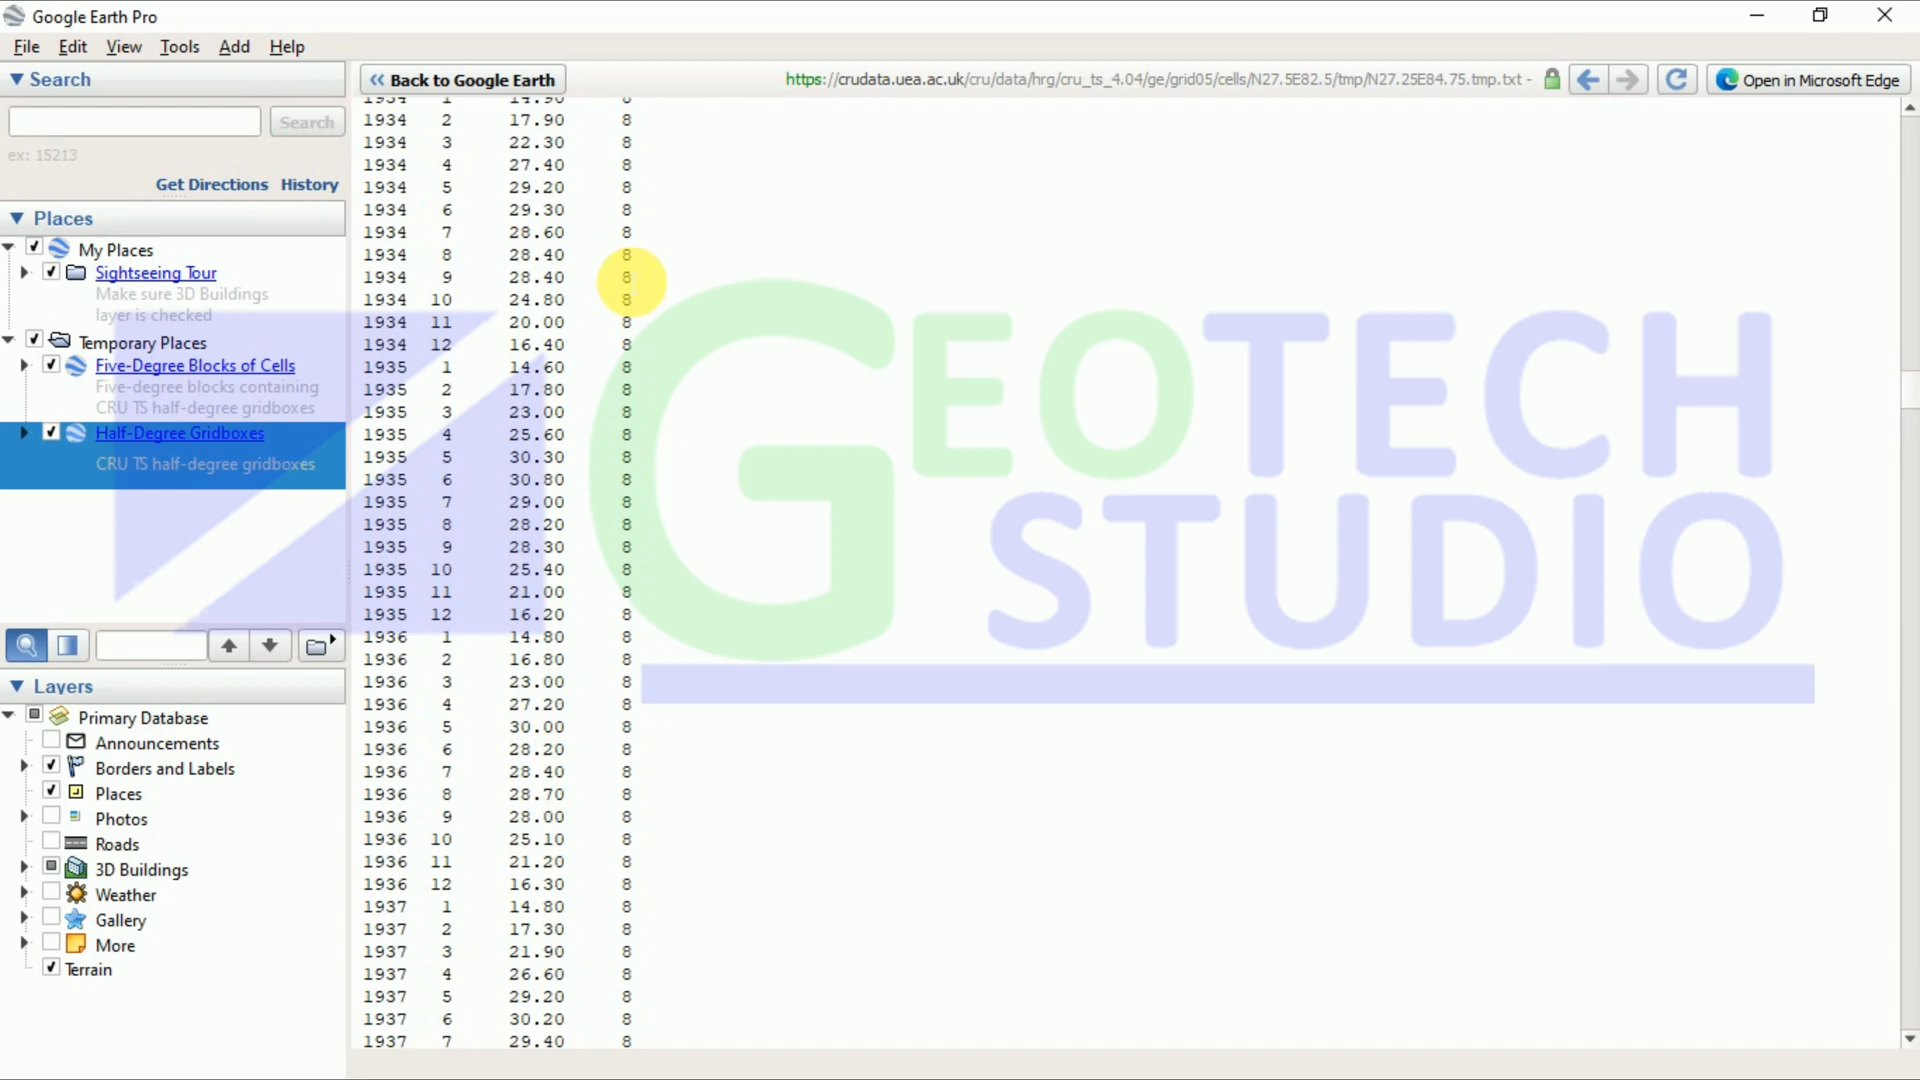 Google Earth Pro
File Edit View Tools Add Help
Search
Search
ex: 15213
Get Directions History
Places
My Places
Sightseeing Tour
Make sure 3D Buildings
layer is checked
Temporary Places
Five-Degree Blocks of Cells
Five-degree blocks containing
CRU TS half-degree gridboxes
Half-Degree Gridboxes
CRU TS half-degree gridboxes
Layers
Primary Database
Announcements
Borders and Labels
Places
Photos
Roads
3D Buildings
Weather
Gallery
More
Terrain
Back to Google Earth
https://crudata.uea.ac.uk/cru/data/hrg/cru_ts_4.04/ge/grid05/cells/N27.5E82.5/tmp/N27.25E84.75.tmp.txt -
Open in Microsoft Edge
1934 1 14.90 8
1934 2 17.90 8
1934 3 22.30 8
1934 4 27.40 8
1934 5 29.20 8
1934 6 29.30 8
1934 7 28.60 8
1934 8 28.40 8
1934 9 28.40 8
1934 10 24.80 8
1934 11 20.00 8
1934 12 16.40 8
1935 1 14.60 8
1935 2 17.80 8
1935 3 23.00 8
1935 4 25.60 8
1935 5 30.30 8
1935 6 30.80 8
1935 7 29.00 8
1935 8 28.20 8
1935 9 28.30 8
1935 10 25.40 8
1935 11 21.00 8
1935 12 16.20 8
1936 1 14.80 8
1936 2 16.80 8
1936 3 23.00 8
1936 4 27.20 8
1936 5 30.00 8
1936 6 28.20 8
1936 7 28.40 8
1936 8 28.70 8
1936 9 28.00 8
1936 10 25.10 8
1936 11 21.20 8
1936 12 16.30 8
1937 1 14.80 8
1937 2 17.30 8
1937 3 21.90 8
1937 4 26.60 8
1937 5 29.20 8
1937 6 30.20 8
1937 7 29.40 8
GEOTECH
STUDIO